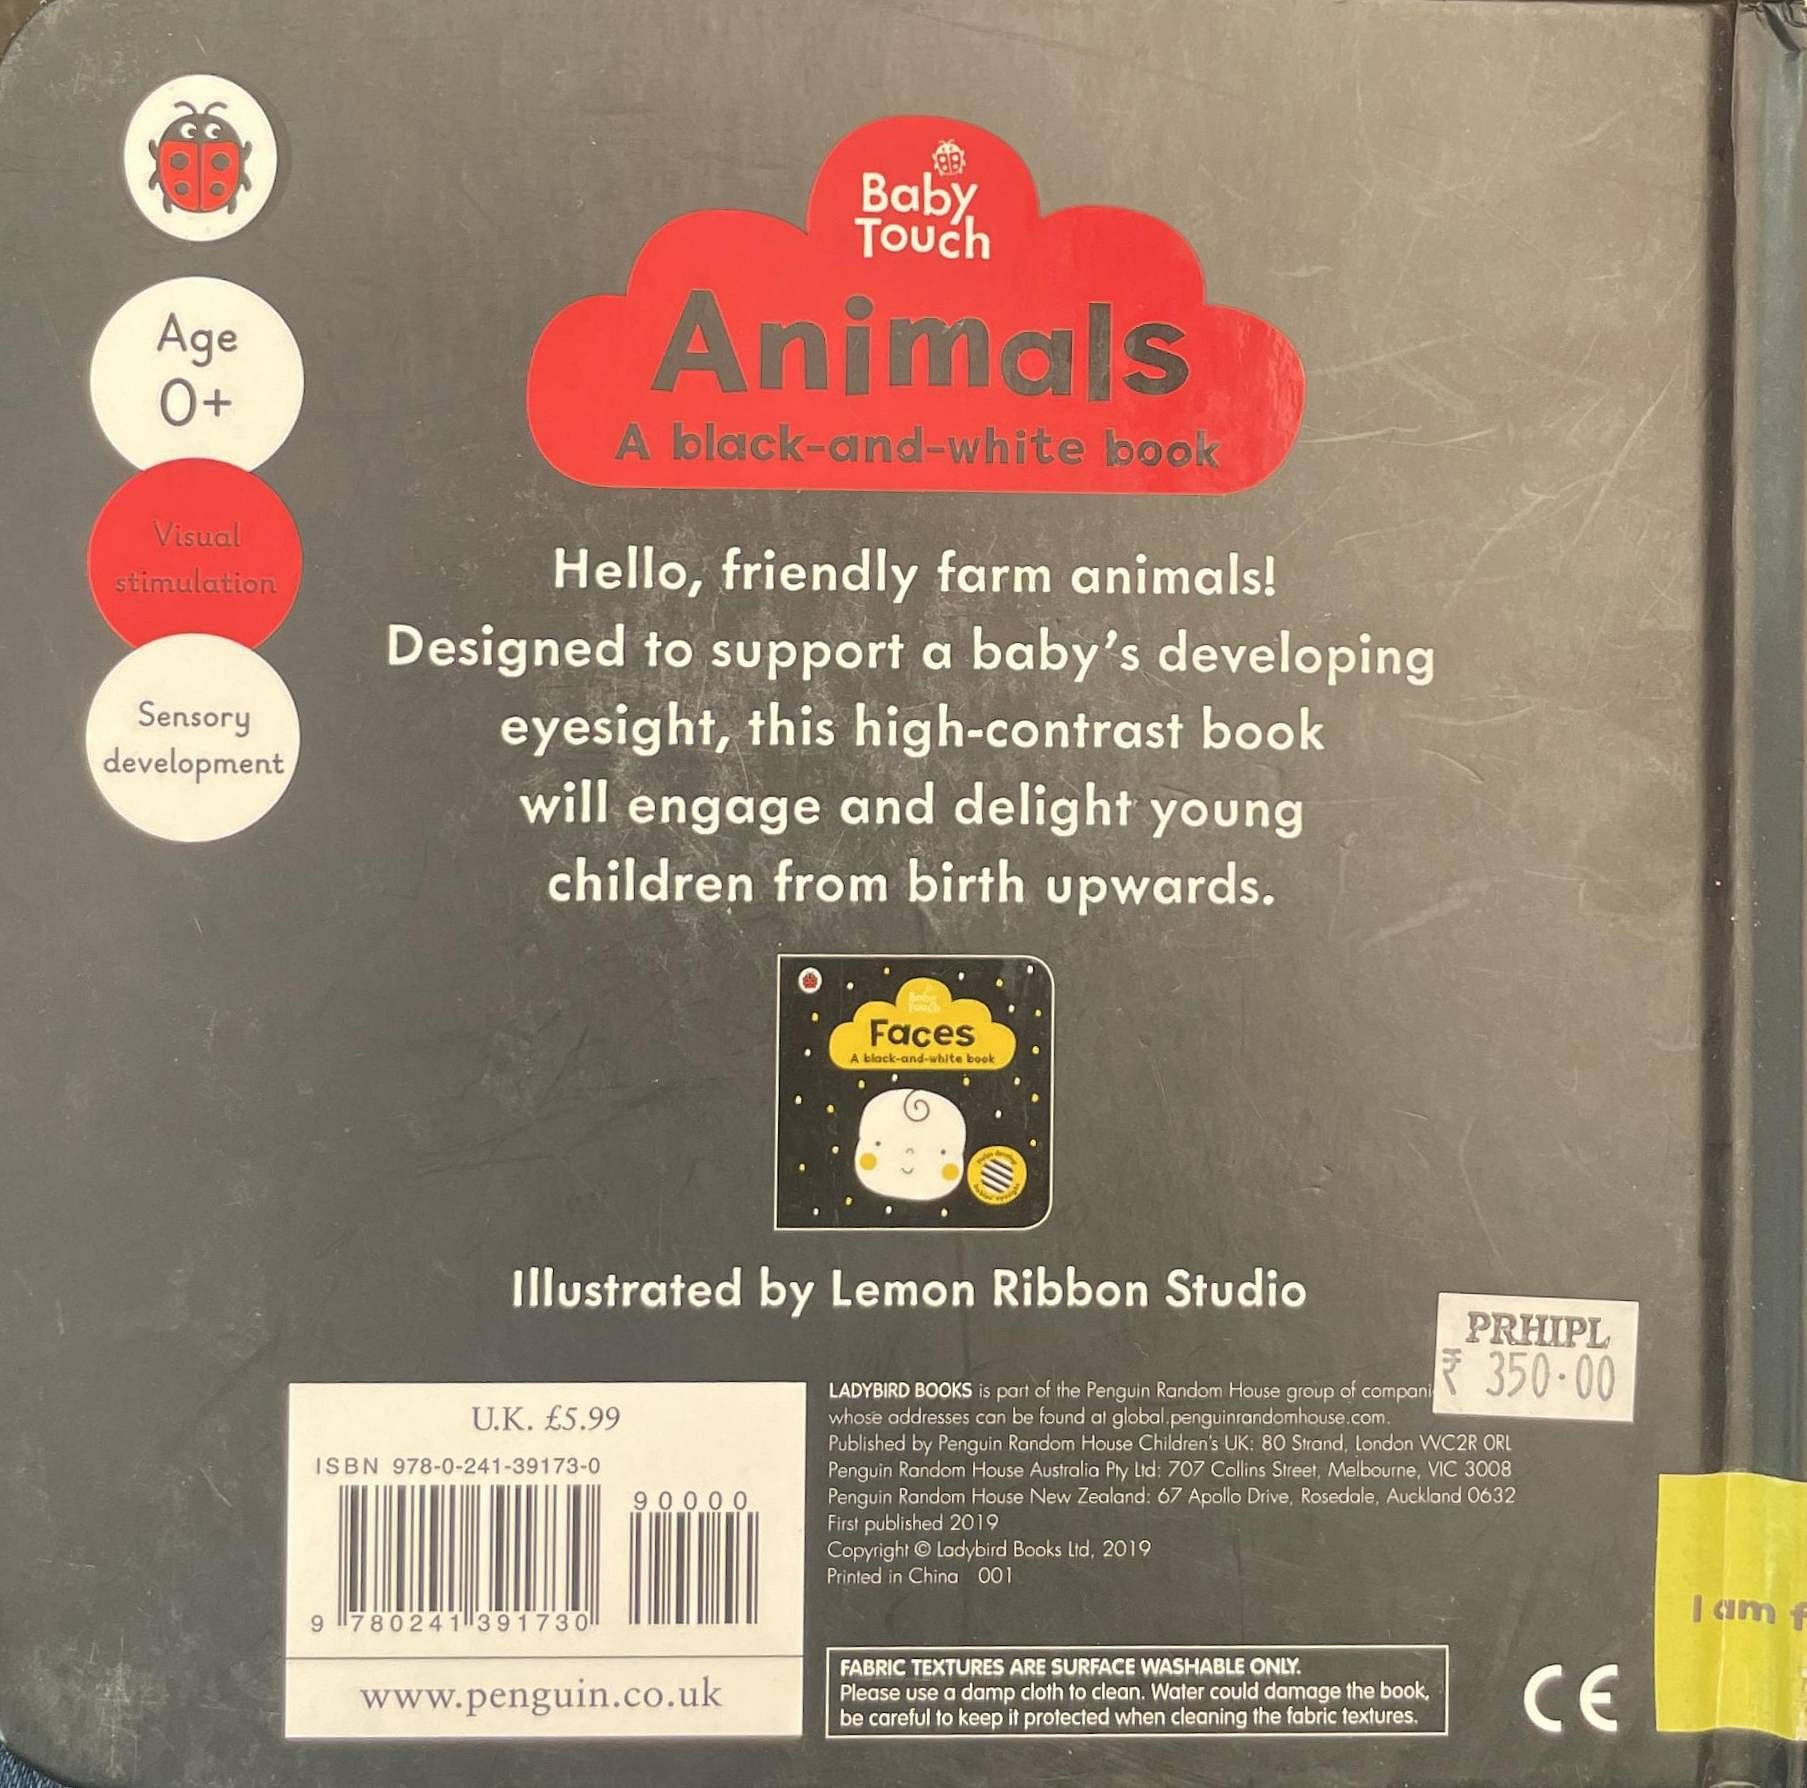 Baby
Touch
Animals
A black-and-white book
Age
0+
Visual
stimulation
Sensory
development
Hello, friendly farm animals!
Designed to support a baby's developing
eyesight, this high-contrast book
will engage and delight young
children from birth upwards.
Baby
Touch
Faces
A black-and-white book
Illustrated by Lemon Ribbon Studio
PRHIPL
₹ 350.00
U.K. £5.99
ISBN 978-0-241-39173-0
90000
9 780241 391730
www.penguin.co.uk
LADYBIRD BOOKS is part of the Penguin Random House group of compani
whose addresses can be found at global.penguinrandomhouse.com.
Published by Penguin Random House Children's UK: 80 Strand, London WC2R 0RL
Penguin Random House Australia Pty Ltd: 707 Collins Street, Melbourne, VIC 3008
Penguin Random House New Zealand: 67 Apollo Drive, Rosedale, Auckland 0632
First published 2019
Copyright © Ladybird Books Ltd, 2019
Printed in China 001
FABRIC TEXTURES ARE SURFACE WASHABLE ONLY.
Please use a damp cloth to clean. Water could damage the book,
be careful to keep it protected when cleaning the fabric textures.
CE
I am f